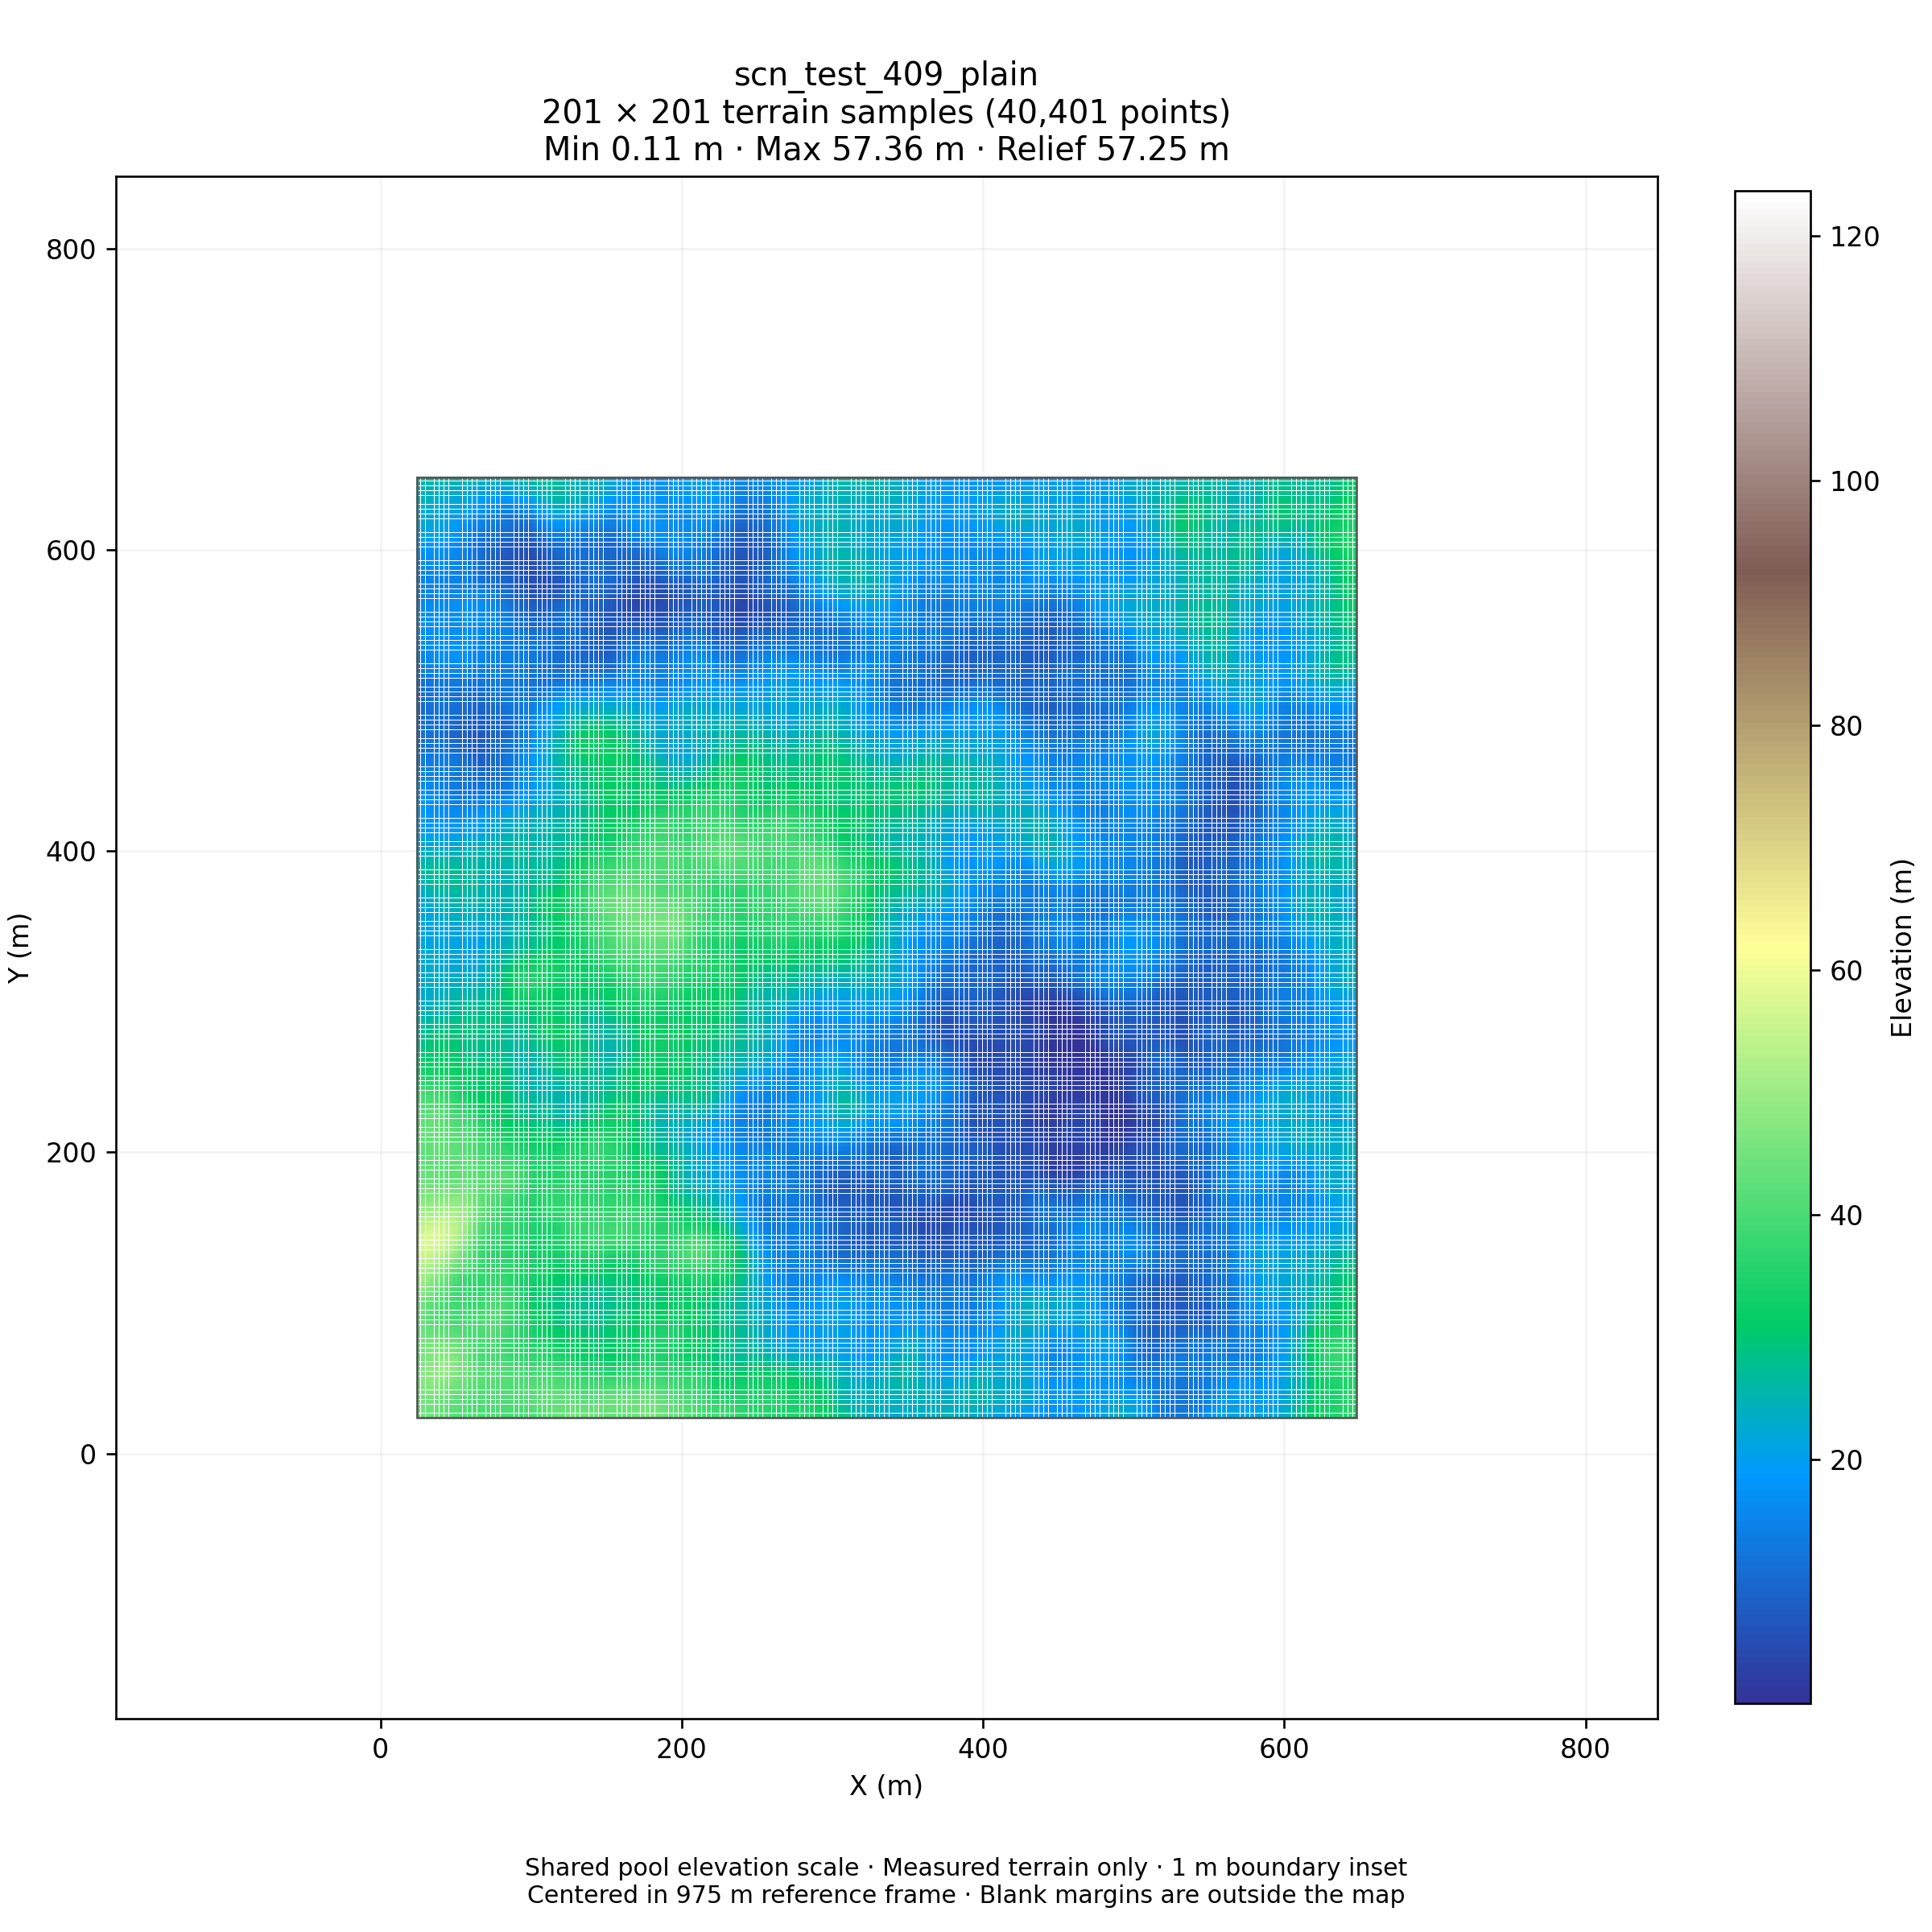 scn_test_409_plain
201 × 201 terrain samples (40,401 points)
Min 0.11 m · Max 57.36 m · Relief 57.25 m
800
600
400
200
0
Y (m)
0
200
400
600
800
X (m)
120
100
80
60
40
20
Elevation (m)
Shared pool elevation scale · Measured terrain only · 1 m boundary inset
Centered in 975 m reference frame · Blank margins are outside the map